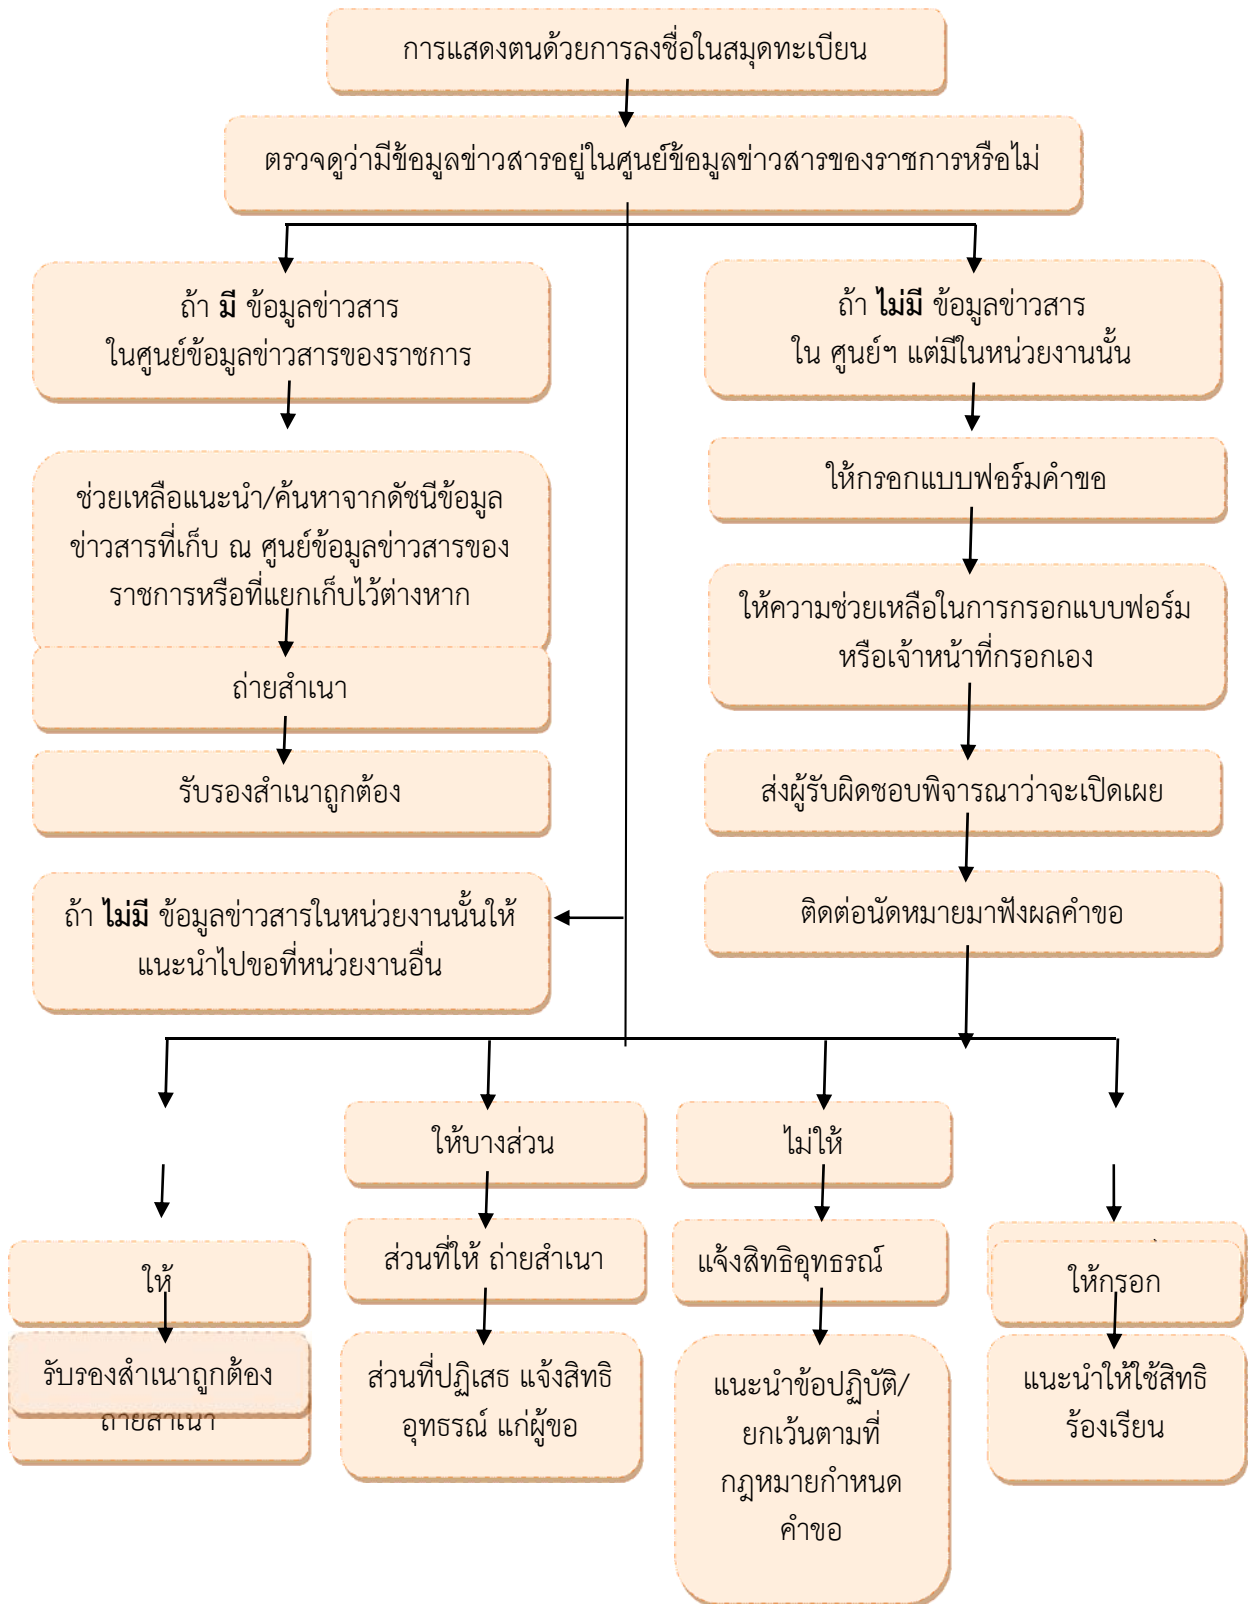 การแสดงตนด้วยการลงชื่อในสมุดทะเบียน
ตรวจดูว่ามีข้อมูลข่าวสารอยู่ในศูนย์ข้อมูลข่าวสารของราชการหรือไม่
ถ้า มี ข้อมูลข่าวสาร
ในศูนย์ข้อมูลข่าวสารของราชการ
ช่วยเหลือแนะนำ/ค้นหาจากดัชนีข้อมูล
ข่าวสารที่เก็บ ณ ศูนย์ข้อมูลข่าวสารของ
ราชการหรือที่แยกเก็บไว้ต่างหาก
ถ่ายสำเนา
รับรองสำเนาถูกต้อง
ถ้า ไม่มี ข้อมูลข่าวสาร
ใน ศูนย์ฯ แต่มีในหน่วยงานนั้น
ให้กรอกแบบฟอร์มคำขอ
ให้ความช่วยเหลือในการกรอกแบบฟอร์ม
หรือเจ้าหน้าที่กรอกเอง
ส่งผู้รับผิดชอบพิจารณาว่าจะเปิดเผย
ติดต่อนัดหมายมาฟังผลคำขอ
ถ้า ไม่มี ข้อมูลข่าวสารในหน่วยงานนั้นให้
แนะนำไปขอที่หน่วยงานอื่น
ให้
รับรองสำเนาถูกต้อง
ถ่ายสำเนา
ให้บางส่วน
ส่วนที่ให้ ถ่ายสำเนา
ส่วนที่ปฏิเสธ แจ้งสิทธิ
อุทธรณ์ แก่ผู้ขอ
ไม่ให้
แจ้งสิทธิอุทธรณ์
แนะนำข้อปฏิบัติ/
ยกเว้นตามที่
กฎหมายกำหนด
คำขอ
ให้กรอก
แนะนำให้ใช้สิทธิ
ร้องเรียน